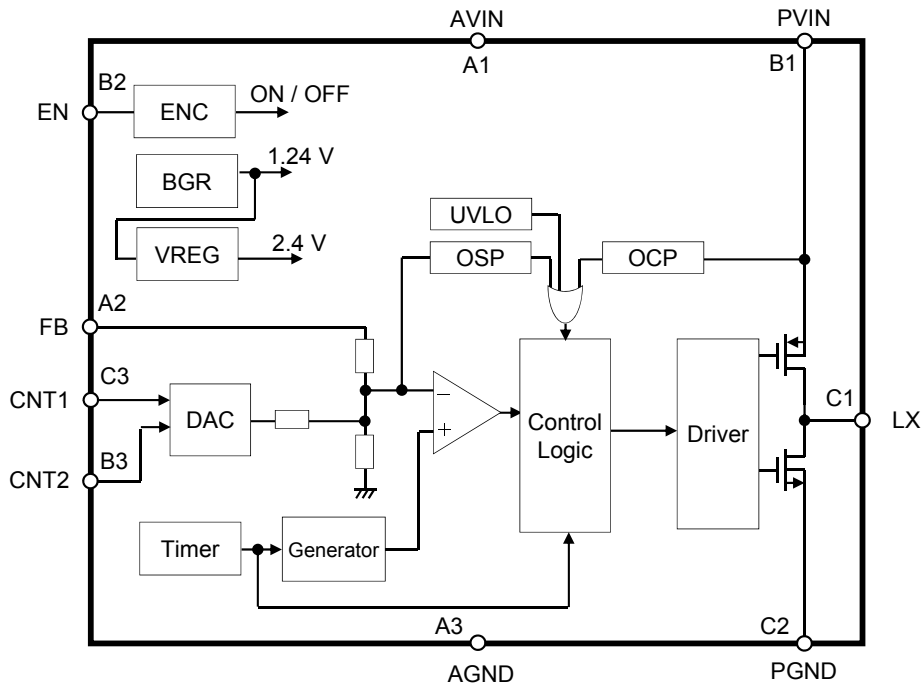 AVIN
PVIN
A1
B1
B2
EN
ENC
ON / OFF
BGR
1.24 V
VREG
2.4 V
UVLO
OSP
OCP
A2
FB
C3
CNT1
DAC
B3
CNT2
−
+
Control
Logic
Driver
C1
LX
Timer
Generator
A3
C2
AGND
PGND